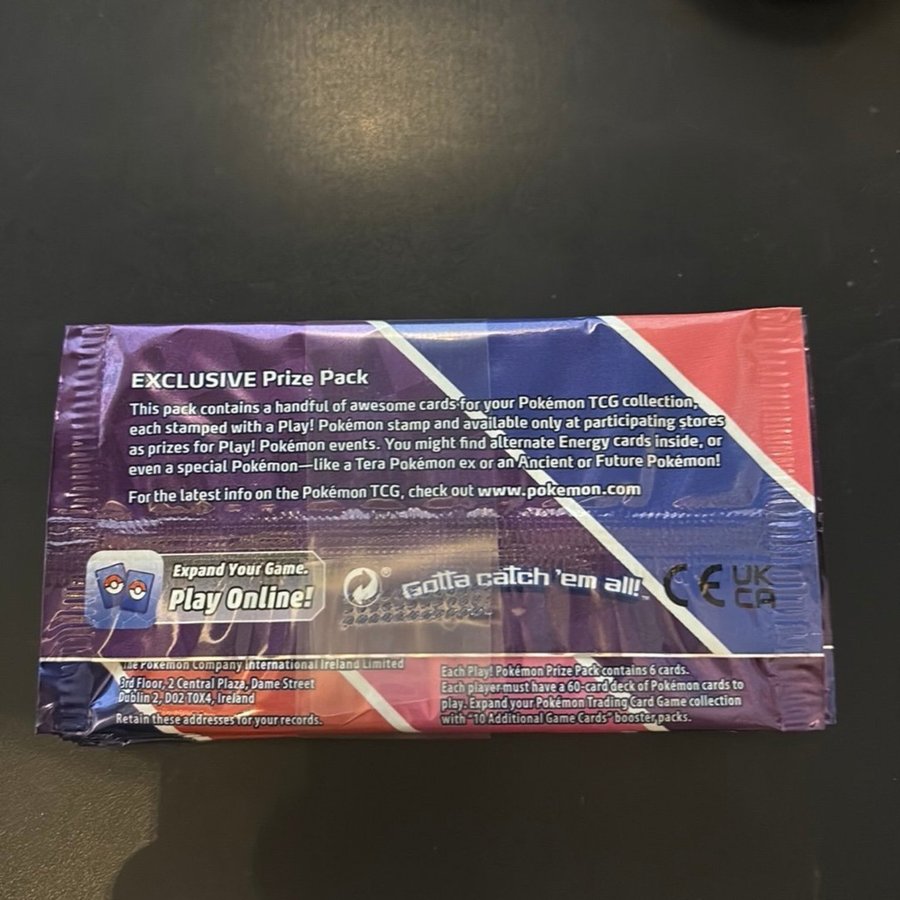 EXCLUSIVE Prize Pack
This pack contains a handful of awesome cards for your Pokémon TCG collection,
each stamped with a Play! Pokémon stamp and available only at participating stores
as prizes for Play! Pokémon events. You might find alternate Energy cards inside, or
even a special Pokémon—like a Tera Pokémon ex or an Ancient or Future Pokémon!
For the latest info on the Pokémon TCG, check out www.pokemon.com
Expand Your Game.
Play Online!
Gotta catch 'em all!
CE
UK
CA
The Pokémon Company International Ireland Limited
3rd Floor, 2 Central Plaza, Dame Street
Dublin 2, D02 T0X4, Ireland
Retain these addresses for your records.
Each Play! Pokémon Prize Pack contains 6 cards.
Each player must have a 60-card deck of Pokémon cards to
play. Expand your Pokémon Trading Card Game collection
with "10 Additional Game Cards" booster packs.